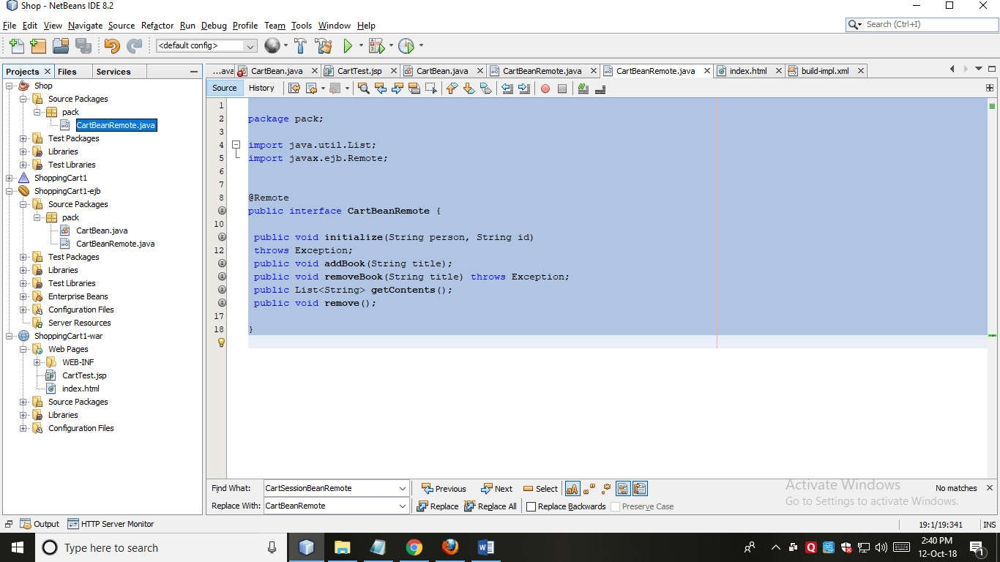 Shop - NetBeans IDE 8.2
File Edit View Navigate Source Refactor Run Debug Profile Team Tools Window Help
Search (Ctrl+I)
<default config>
Projects Files Services
Shop
Source Packages
pack
CartBeanRemote.java
Test Packages
Libraries
Test Libraries
ShoppingCart1
ShoppingCart1-ejb
Source Packages
pack
CartBean.java
CartBeanRemote.java
Test Packages
Libraries
Test Libraries
Enterprise Beans
Configuration Files
Server Resources
ShoppingCart1-war
Web Pages
WEB-INF
CartTest.jsp
index.html
Source Packages
Libraries
Configuration Files
...ava CartBean.java CartTest.jsp CartBean.java CartBeanRemote.java CartBeanRemote.java index.html build-impl.xml
Source History
1
2 package pack;
3
4 import java.util.List;
5 import javax.ejb.Remote;
6
7
8 @Remote
public interface CartBeanRemote {
10
public void initialize(String person, String id)
12 throws Exception;
public void addBook(String title);
public void removeBook(String title) throws Exception;
public List<String> getContents();
public void remove();
17
18 }
Find What: CartSessionBeanRemote Previous Next Select aA No matches
Replace With: CartBeanRemote Replace Replace All Replace Backwards Preserve Case
Activate Windows
Go to Settings to activate Windows.
Output HTTP Server Monitor
19:1/19:341 INS
Type here to search
2:40 PM
12-Oct-18
1